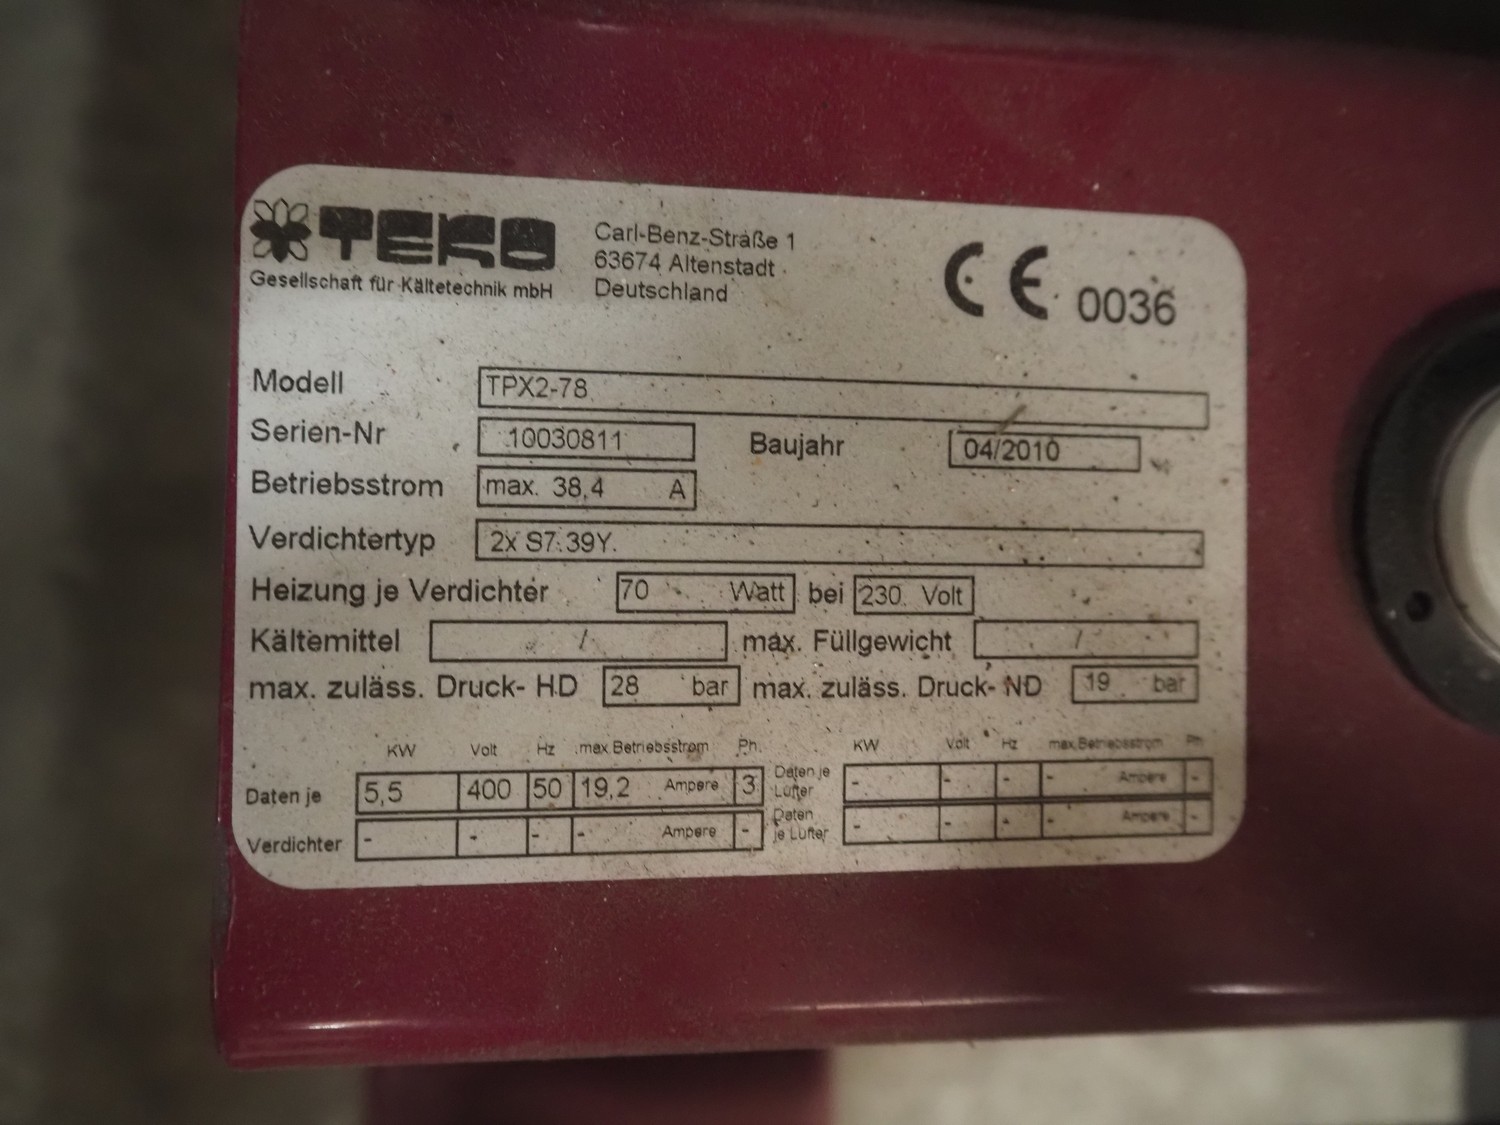 TEKO
Gesellschaft für Kältetechnik mbH
Carl-Benz-Straße 1
63674 Altenstadt
Deutschland
CE 0036
Modell TPX2-78
Serien-Nr 10030811 Baujahr 04/2010
Betriebsstrom max. 38,4 A
Verdichtertyp 2x S7.39Y
Heizung je Verdichter 70 Watt bei 230 Volt
Kältemittel / max. Füllgewicht /
max. zuläss. Druck- HD 28 bar max. zuläss. Druck- ND 19 bar
KW Volt Hz max.Betriebsstrom Ph. KW Volt Hz max.Betriebsstrom Ph.
Daten je 5,5 400 50 19,2 Ampere 3 Daten je Lüfter - - - - Ampere -
Verdichter - - - - Ampere - Daten je Lüfter - - - - Ampere -